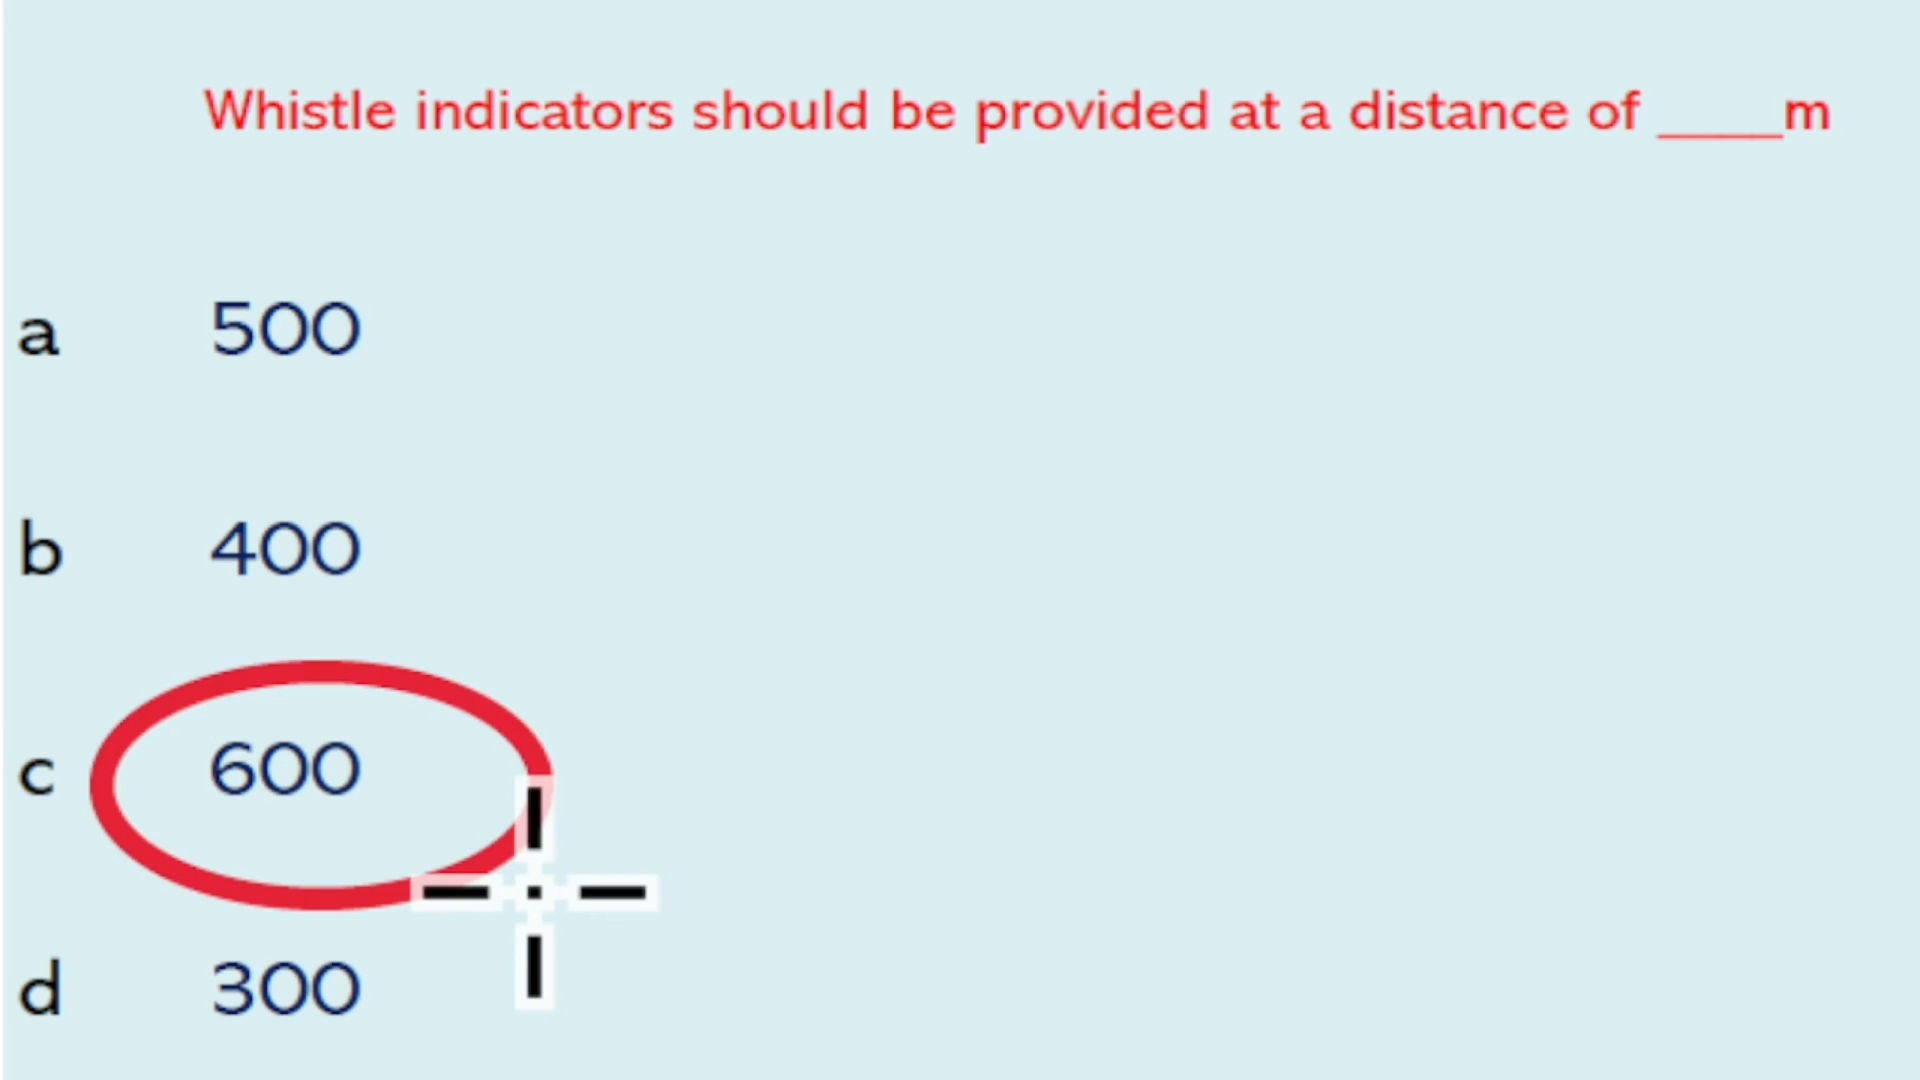 Whistle indicators should be provided at a distance of ____m
a 500
b 400
c 600
d 300